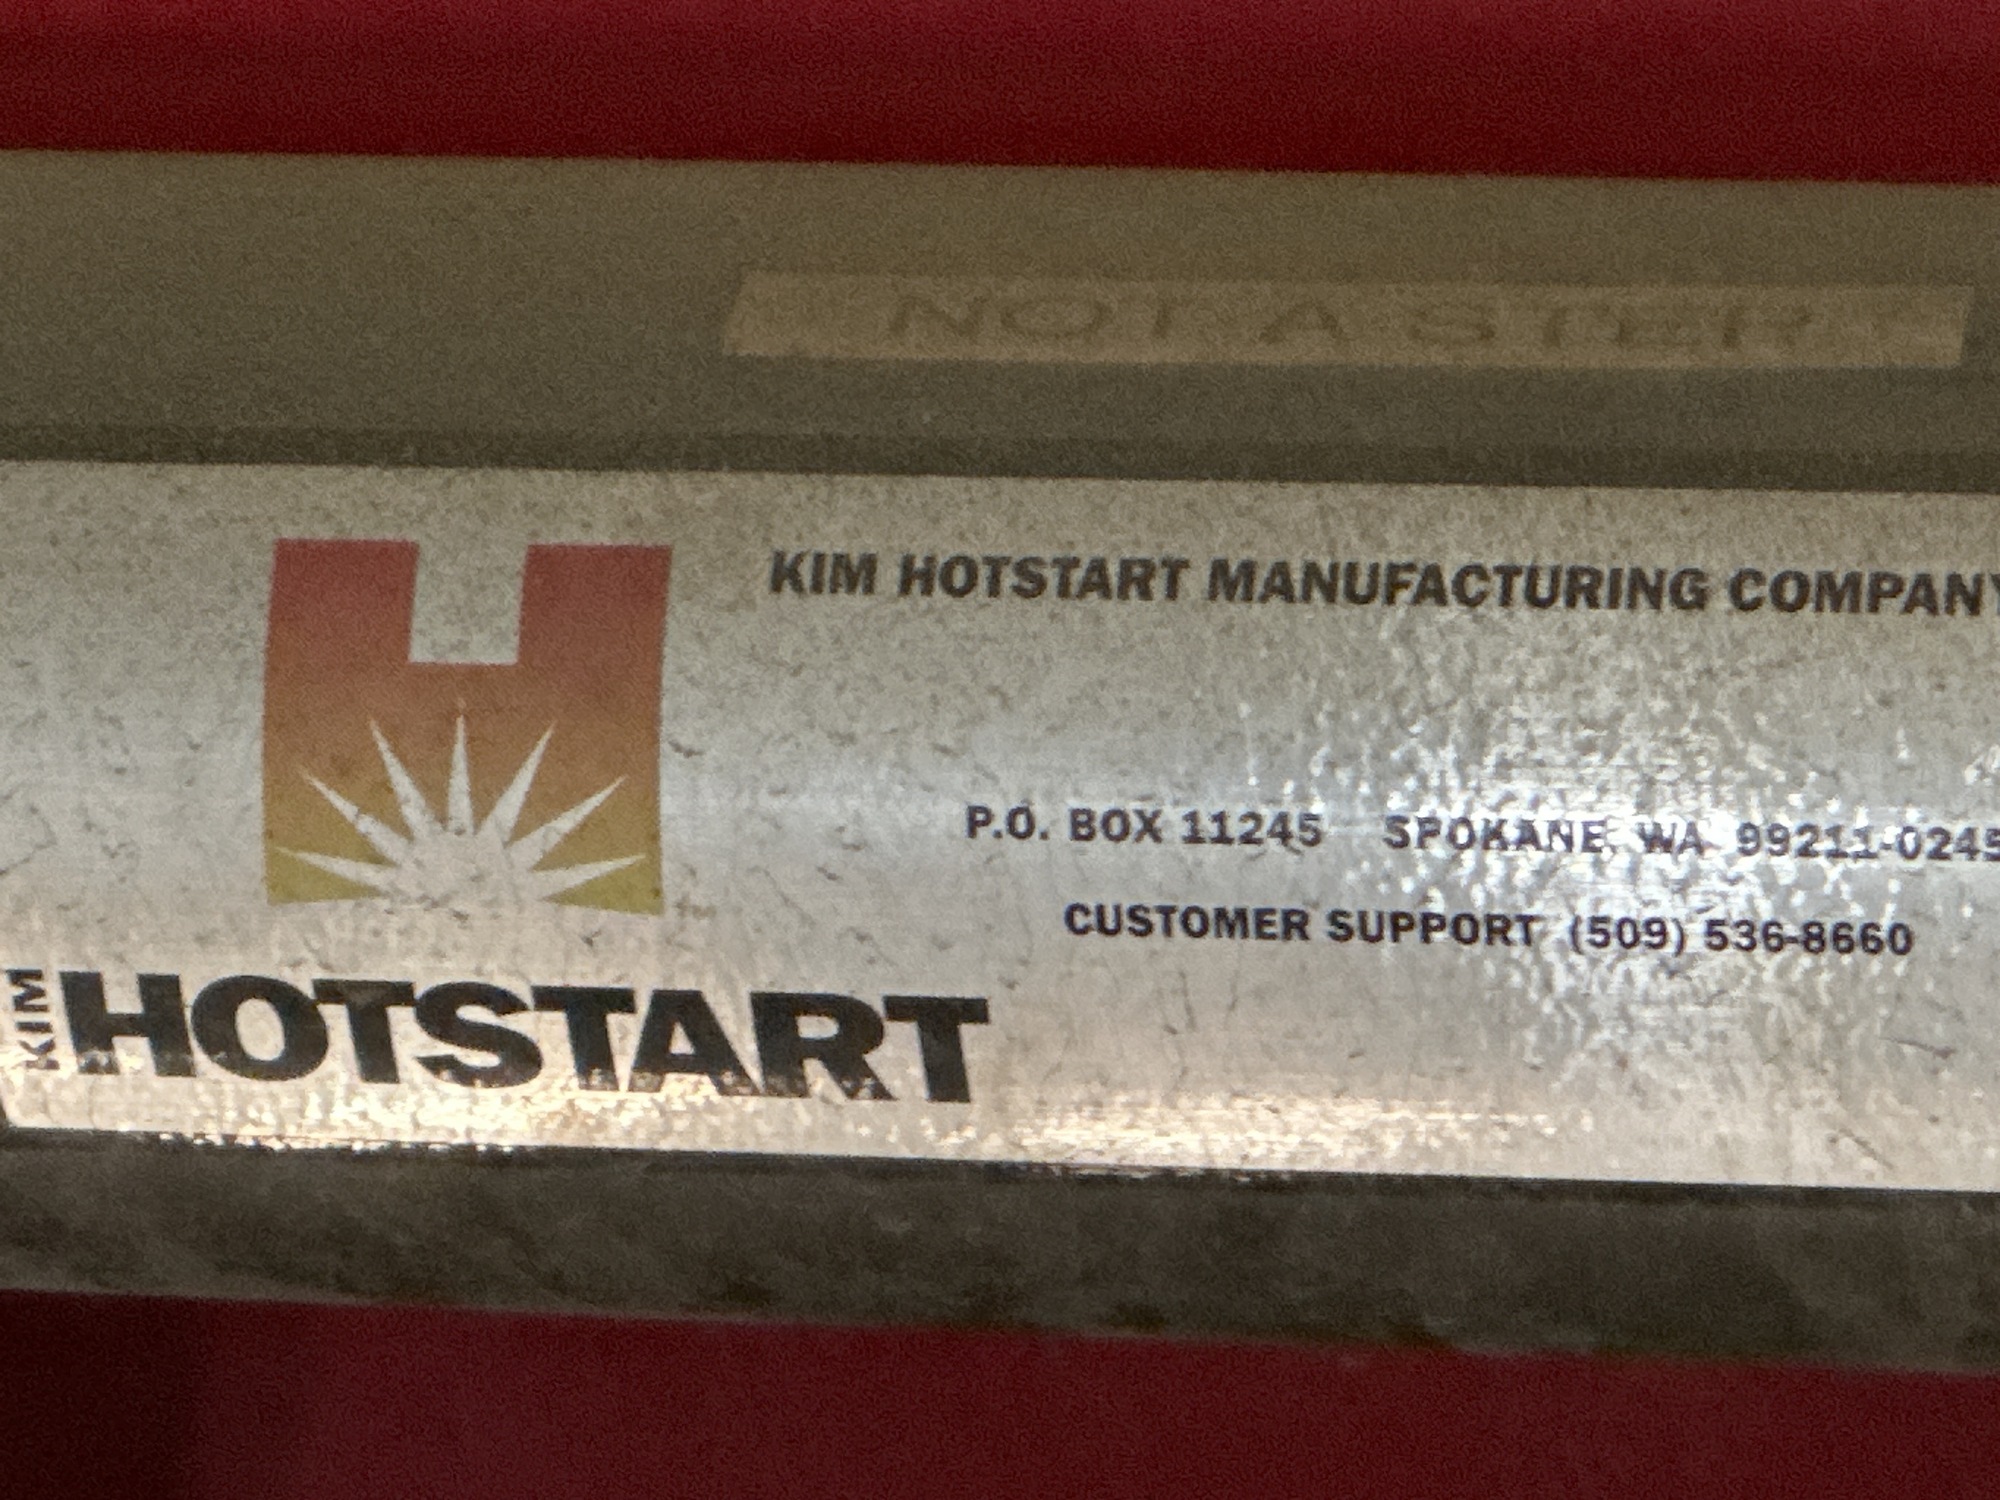 NOT A STEP
KIM HOTSTART MANUFACTURING COMPANY
P.O. BOX 11245 SPOKANE, WA 99211-0245
CUSTOMER SUPPORT (509) 536-8660
KIM HOTSTART